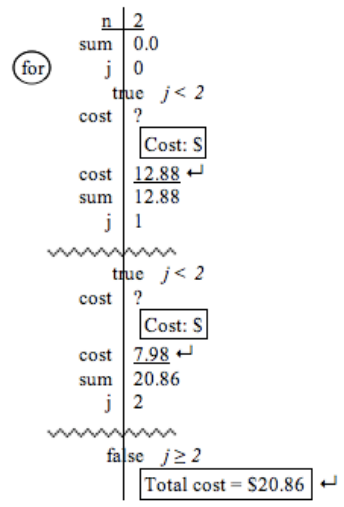 n 2
sum 0.0
for j 0
true j < 2
cost ?
Cost: $
cost 12.88 ↵
sum 12.88
j 1
true j < 2
cost ?
Cost: $
cost 7.98 ↵
sum 20.86
j 2
false j ≥ 2
Total cost = $20.86 ↵